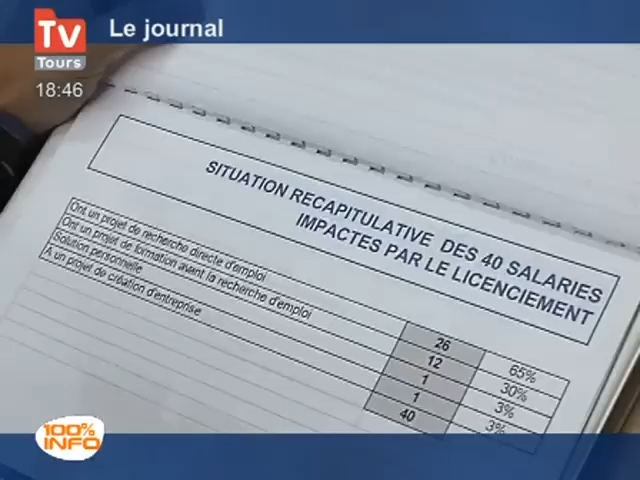 Tv
Tours
Le journal
18:46
SITUATION RECAPITULATIVE DES 40 SALARIES
IMPACTES PAR LE LICENCIEMENT
Ont un projet de recherche directe d'emploi 26 65%
Ont un projet de formation avant la recherche d'emploi 12 30%
Solution personnelle 1 3%
A un projet de création d'entreprise 1 3%
40
100%
INFO